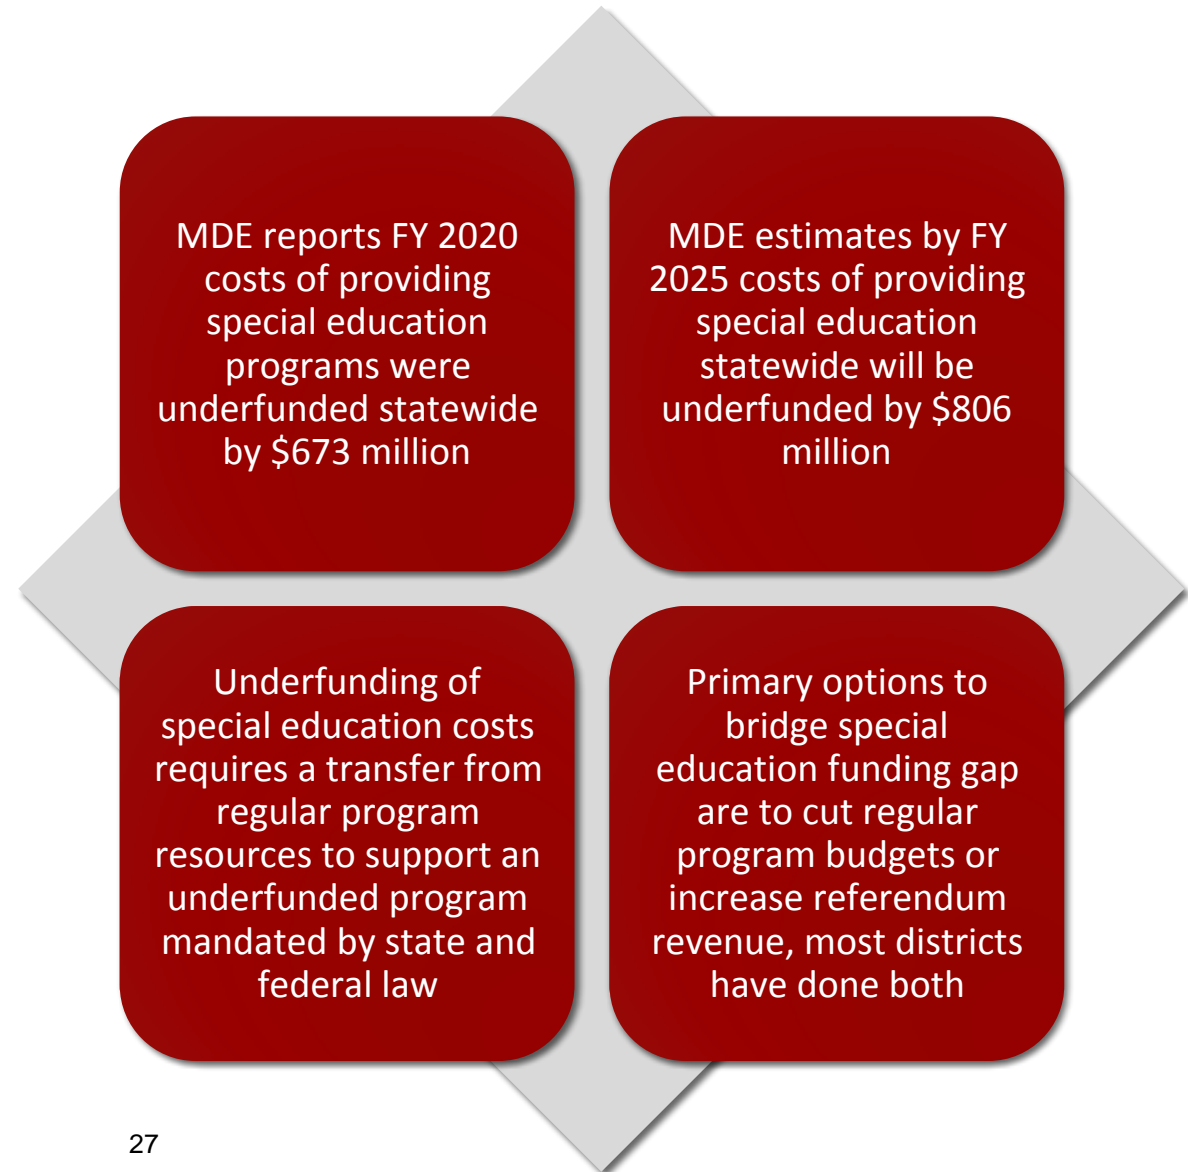 MDE reports FY 2020
costs of providing
special education
programs were
underfunded statewide
by $673 million
MDE estimates by FY
2025 costs of providing
special education
statewide will be
underfunded by $806
million
Underfunding of
special education costs
requires a transfer from
regular program
resources to support an
underfunded program
mandated by state and
federal law
Primary options to
bridge special
education funding gap
are to cut regular
program budgets or
increase referendum
revenue, most districts
have done both
27